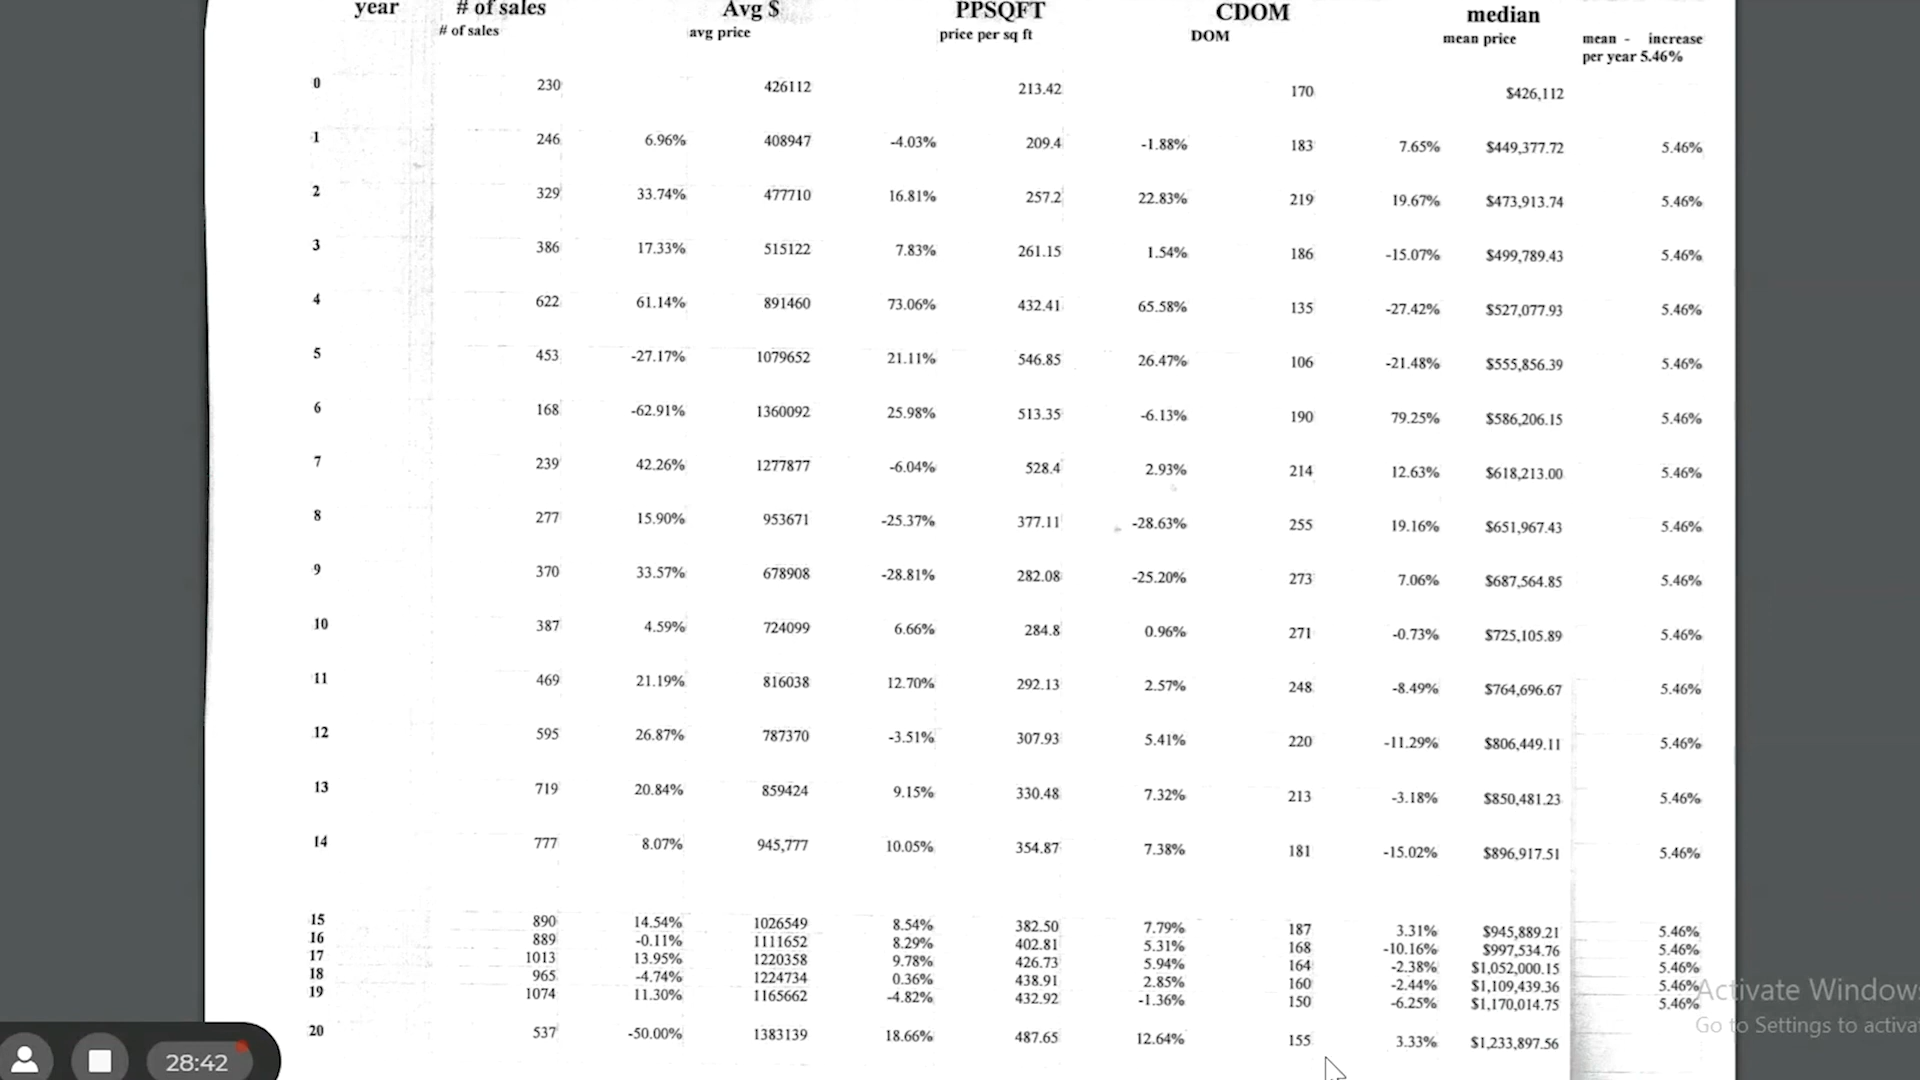 year # of sales Avg $ PPSQFT CDOM median
# of sales avg price price per sq ft DOM mean price mean - increase
per year 5.46%
0 230 426112 213.42 170 $426,112
1 246 6.96% 408947 -4.03% 209.4 -1.88% 183 7.65% $449,377.72 5.46%
2 329 33.74% 477710 16.81% 257.2 22.83% 219 19.67% $473,913.74 5.46%
3 386 17.33% 515122 7.83% 261.15 1.54% 186 -15.07% $499,789.43 5.46%
4 622 61.14% 891460 73.06% 432.41 65.58% 135 -27.42% $527,077.93 5.46%
5 453 -27.17% 1079652 21.11% 546.85 26.47% 106 -21.48% $555,856.39 5.46%
6 168 -62.91% 1360092 25.98% 513.35 -6.13% 190 79.25% $586,206.15 5.46%
7 239 42.26% 1277877 -6.04% 528.4 2.93% 214 12.63% $618,213.00 5.46%
8 277 15.90% 953671 -25.37% 377.11 -28.63% 255 19.16% $651,967.43 5.46%
9 370 33.57% 678908 -28.81% 282.08 -25.20% 273 7.06% $687,564.85 5.46%
10 387 4.59% 724099 6.66% 284.8 0.96% 271 -0.73% $725,105.89 5.46%
11 469 21.19% 816038 12.70% 292.13 2.57% 248 -8.49% $764,696.67 5.46%
12 595 26.87% 787370 -3.51% 307.93 5.41% 220 -11.29% $806,449.11 5.46%
13 719 20.84% 859424 9.15% 330.48 7.32% 213 -3.18% $850,481.23 5.46%
14 777 8.07% 945,777 10.05% 354.87 7.38% 181 -15.02% $896,917.51 5.46%
15 890 14.54% 1026549 8.54% 382.50 7.79% 187 3.31% $945,889.21 5.46%
16 889 -0.11% 1111652 8.29% 402.81 5.31% 168 -10.16% $997,534.76 5.46%
17 1013 13.95% 1220358 9.78% 426.73 5.94% 164 -2.38% $1,052,000.15 5.46%
18 965 -4.74% 1224734 0.36% 438.91 2.85% 160 -2.44% $1,109,439.36 5.46%
19 1074 11.30% 1165662 -4.82% 432.92 -1.36% 150 -6.25% $1,170,014.75 5.46%
20 537 -50.00% 1383139 18.66% 487.65 12.64% 155 3.33% $1,233,897.56
Activate Windows
Go to Settings to activa
28:42